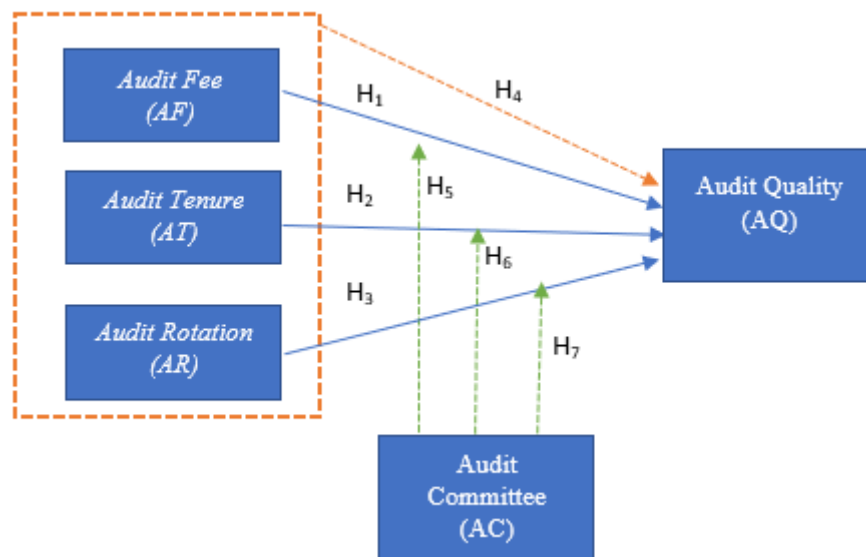 Audit Fee
(AF)
H₁
H₄
Audit Tenure
(AT)
H₂
H₅
Audit Quality
(AQ)
H₆
Audit Rotation
(AR)
H₃
H₇
Audit
Committee
(AC)